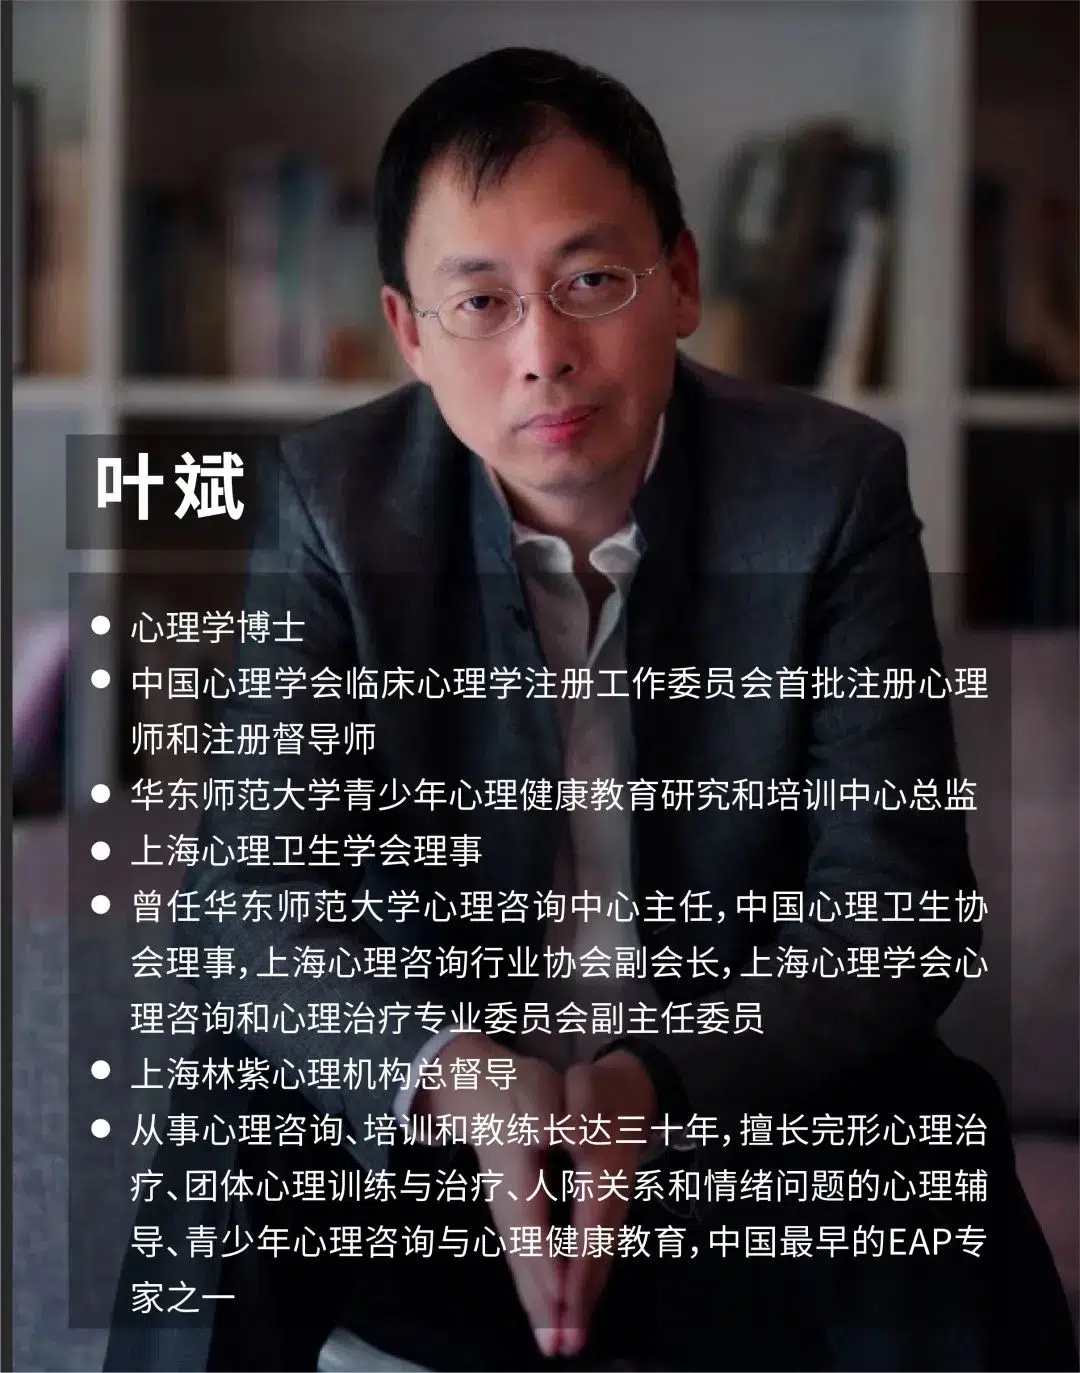 叶斌
心理学博士
中国心理学会临床心理学注册工作委员会首批注册心理
师和注册督导师
华东师范大学青少年心理健康教育研究和培训中心总监
上海心理卫生学会理事
曾任华东师范大学心理咨询中心主任，中国心理卫生协
会理事，上海心理咨询行业协会副会长，上海心理学会心
理咨询和心理治疗专业委员会副主任委员
上海林紫心理机构总督导
从事心理咨询、培训和教练长达三十年，擅长完形心理治
疗、团体心理训练与治疗、人际关系和情绪问题的心理辅
导、青少年心理咨询与心理健康教育，中国最早的EAP专
家之一